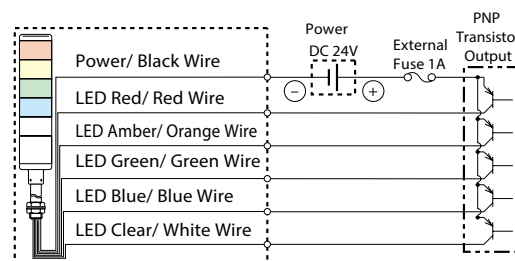 Power
DC 24V
External
Fuse 1A
PNP
Transisto
Output
Power/ Black Wire
LED Red/ Red Wire
LED Amber/ Orange Wire
LED Green/ Green Wire
LED Blue/ Blue Wire
LED Clear/ White Wire
− +